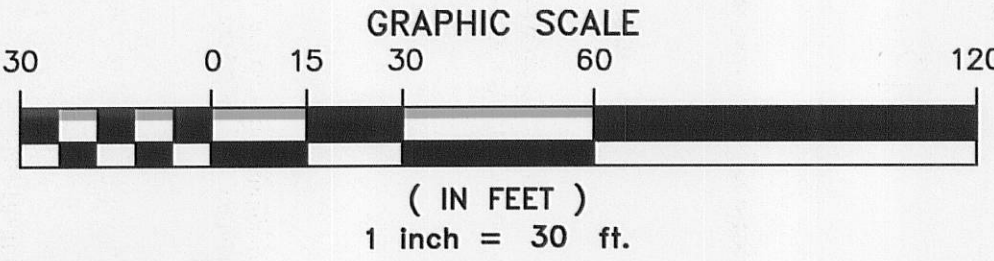 GRAPHIC SCALE
30 0 15 30 60 120
( IN FEET )
1 inch = 30 ft.